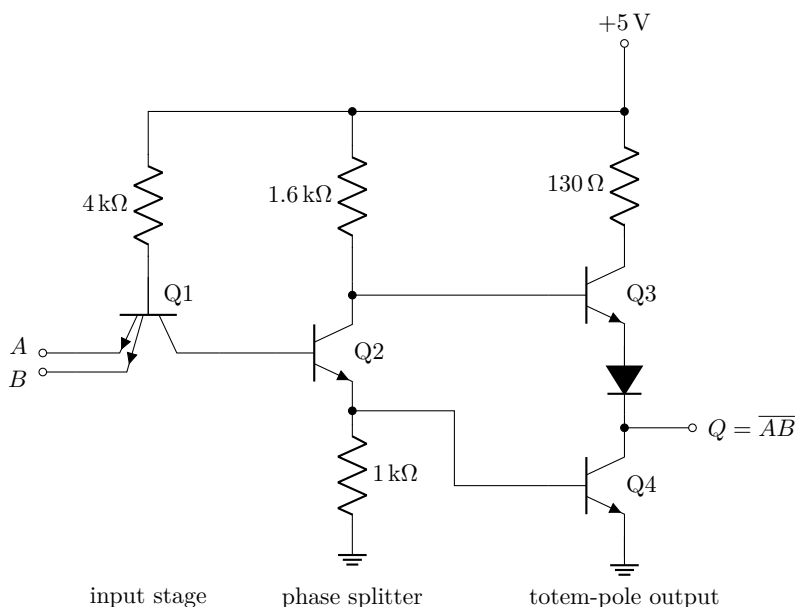 +5 V
4 kΩ
1.6 kΩ
130 Ω
Q1
Q3
A
B
Q2
Q = \overline{AB}
1 kΩ
Q4
input stage
phase splitter
totem-pole output